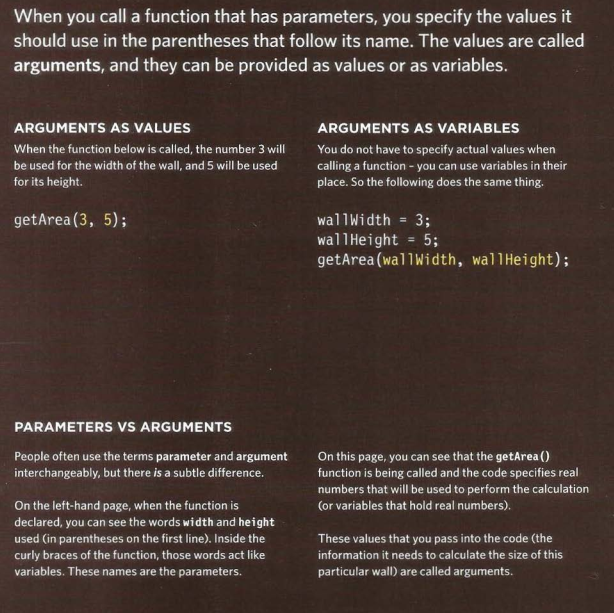 When you call a function that has parameters, you specify the values it
should use in the parentheses that follow its name. The values are called
arguments, and they can be provided as values or as variables.
ARGUMENTS AS VALUES
When the function below is called, the number 3 will
be used for the width of the wall, and 5 will be used
for its height.
getArea(3, 5);
ARGUMENTS AS VARIABLES
You do not have to specify actual values when
calling a function – you can use variables in their
place. So the following does the same thing.
wallWidth = 3;
wallHeight = 5;
getArea(wallWidth, wallHeight);
PARAMETERS VS ARGUMENTS
People often use the terms parameter and argument
interchangeably, but there is a subtle difference.
On the left-hand page, when the function is
declared, you can see the words width and height
used (in parentheses on the first line). Inside the
curly braces of the function, those words act like
variables. These names are the parameters.
On this page, you can see that the getArea()
function is being called and the code specifies real
numbers that will be used to perform the calculation
(or variables that hold real numbers).
These values that you pass into the code (the
information it needs to calculate the size of this
particular wall) are called arguments.